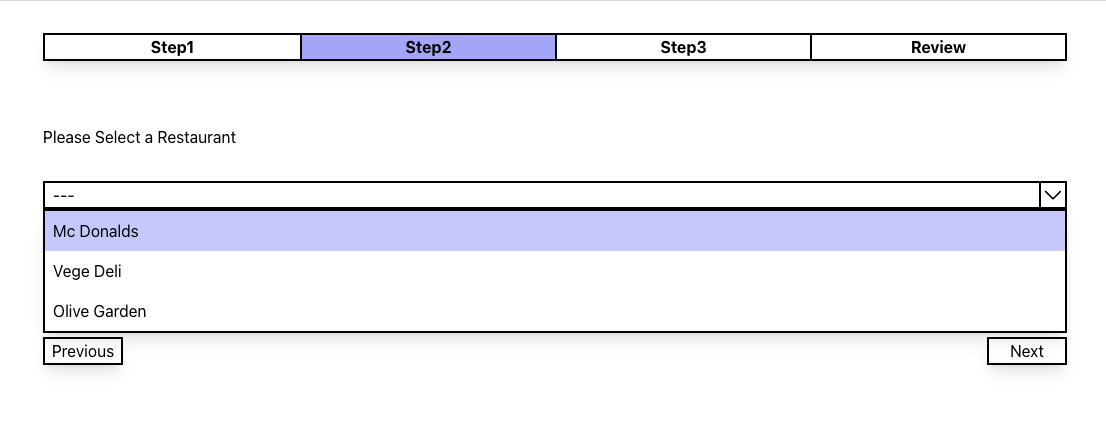 Step1 Step2 Step3 Review
Please Select a Restaurant
---
Mc Donalds
Vege Deli
Olive Garden
Previous Next